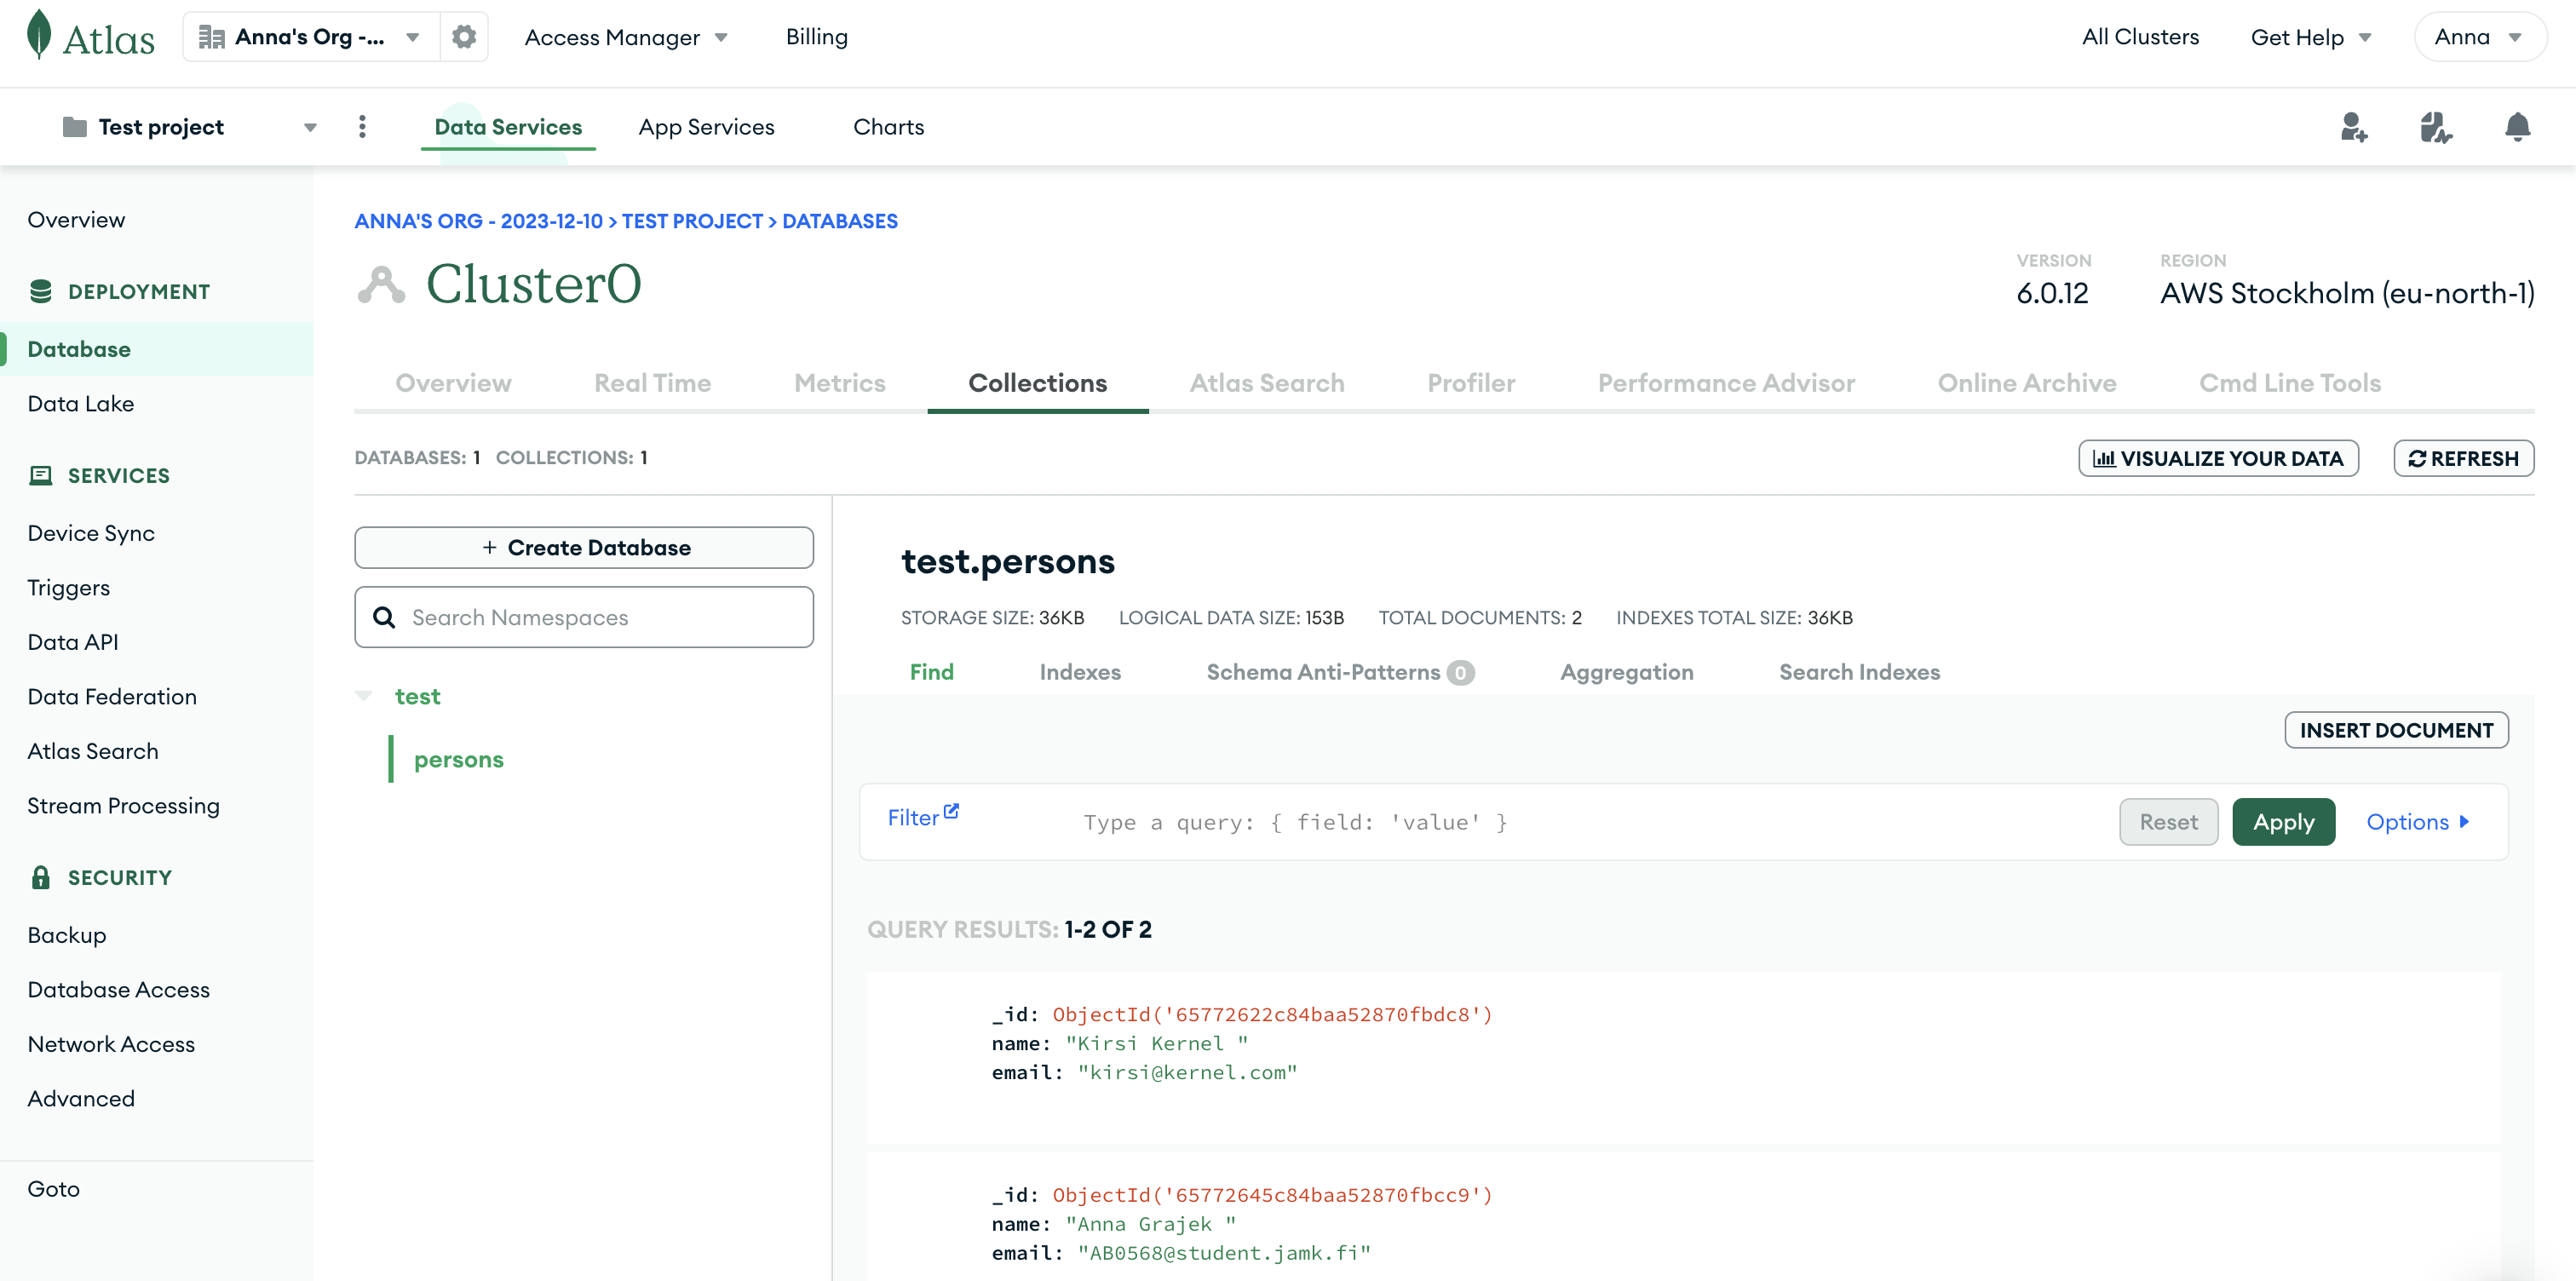 Atlas
Anna's Org -...
Access Manager
Billing
All Clusters
Get Help
Anna
Test project
Data Services
App Services
Charts
Overview
DEPLOYMENT
Database
Data Lake
SERVICES
Device Sync
Triggers
Data API
Data Federation
Atlas Search
Stream Processing
SECURITY
Backup
Database Access
Network Access
Advanced
Goto
ANNA'S ORG - 2023-12-10 > TEST PROJECT > DATABASES
Cluster0
VERSION
6.0.12
REGION
AWS Stockholm (eu-north-1)
Overview
Real Time
Metrics
Collections
Atlas Search
Profiler
Performance Advisor
Online Archive
Cmd Line Tools
DATABASES: 1 COLLECTIONS: 1
VISUALIZE YOUR DATA
REFRESH
+ Create Database
Search Namespaces
test
persons
test.persons
STORAGE SIZE: 36KB LOGICAL DATA SIZE: 153B TOTAL DOCUMENTS: 2 INDEXES TOTAL SIZE: 36KB
Find
Indexes
Schema Anti-Patterns 0
Aggregation
Search Indexes
INSERT DOCUMENT
Filter
Type a query: { field: 'value' }
Reset
Apply
Options
QUERY RESULTS: 1-2 OF 2
_id: ObjectId('65772622c84baa52870fbdc8')
name: "Kirsi Kernel "
email: "kirsi@kernel.com"
_id: ObjectId('65772645c84baa52870fbcc9')
name: "Anna Grajek "
email: "AB0568@student.jamk.fi"